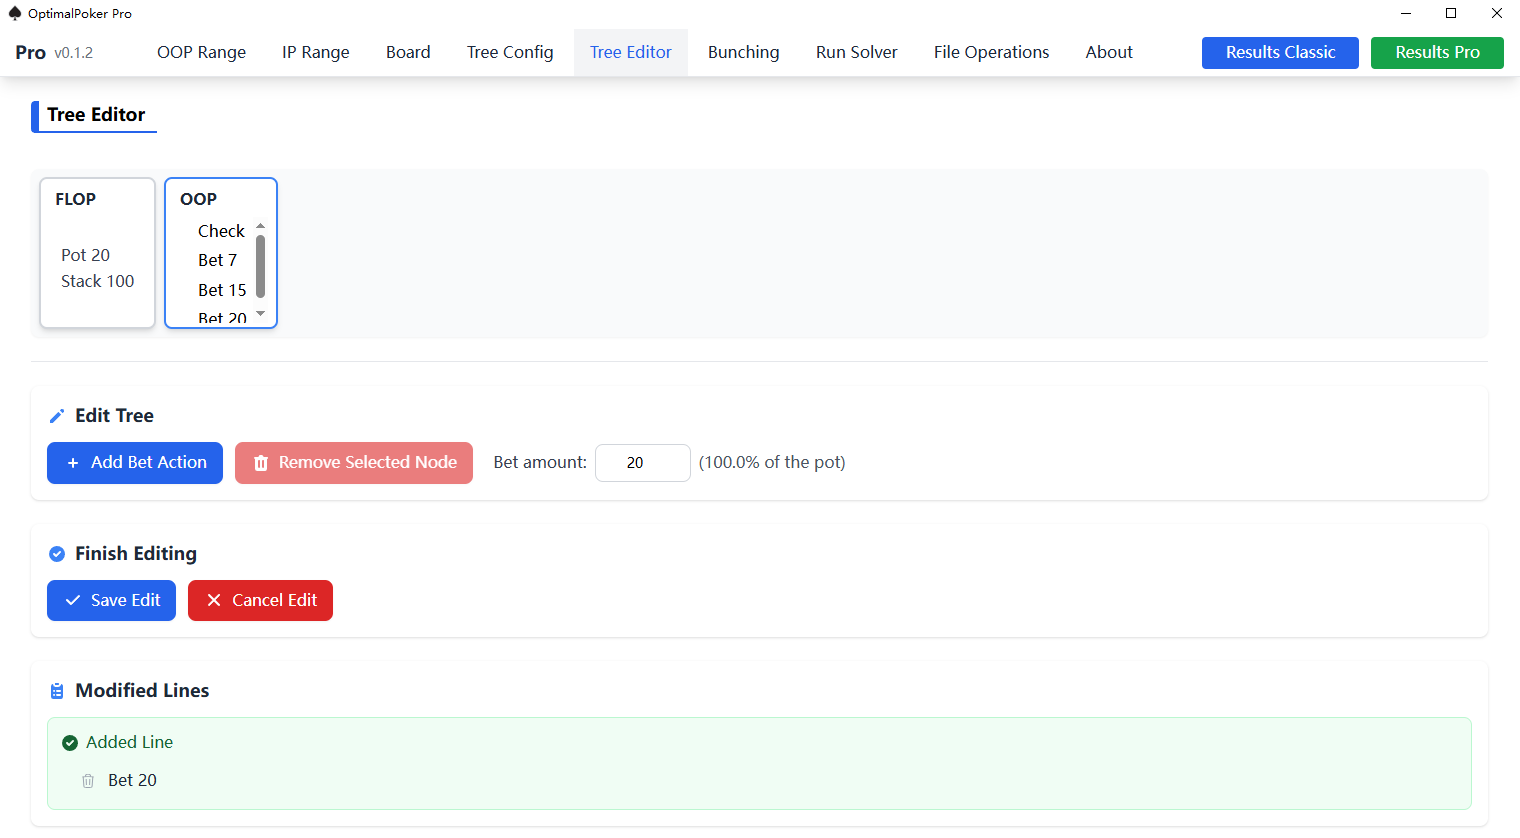 OptimalPoker Pro
Pro v0.1.2 OOP Range IP Range Board Tree Config Tree Editor Bunching Run Solver File Operations About Results Classic Results Pro
Tree Editor
FLOP
Pot 20
Stack 100
OOP
Check
Bet 7
Bet 15
Bet 20
Edit Tree
Add Bet Action Remove Selected Node Bet amount: 20 (100.0% of the pot)
Finish Editing
Save Edit Cancel Edit
Modified Lines
Added Line
Bet 20